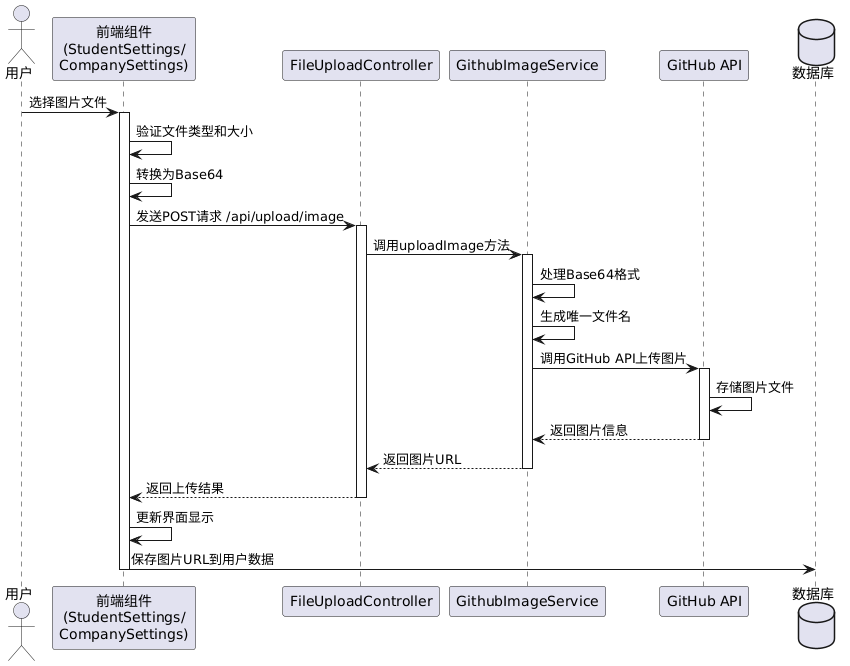 用户
前端组件
(StudentSettings/
CompanySettings)
FileUploadController
GithubImageService
GitHub API
数据库
选择图片文件
验证文件类型和大小
转换为Base64
发送POST请求 /api/upload/image
调用uploadImage方法
处理Base64格式
生成唯一文件名
调用GitHub API上传图片
存储图片文件
返回图片信息
返回图片URL
返回上传结果
更新界面显示
保存图片URL到用户数据
用户
前端组件
(StudentSettings/
CompanySettings)
FileUploadController
GithubImageService
GitHub API
数据库